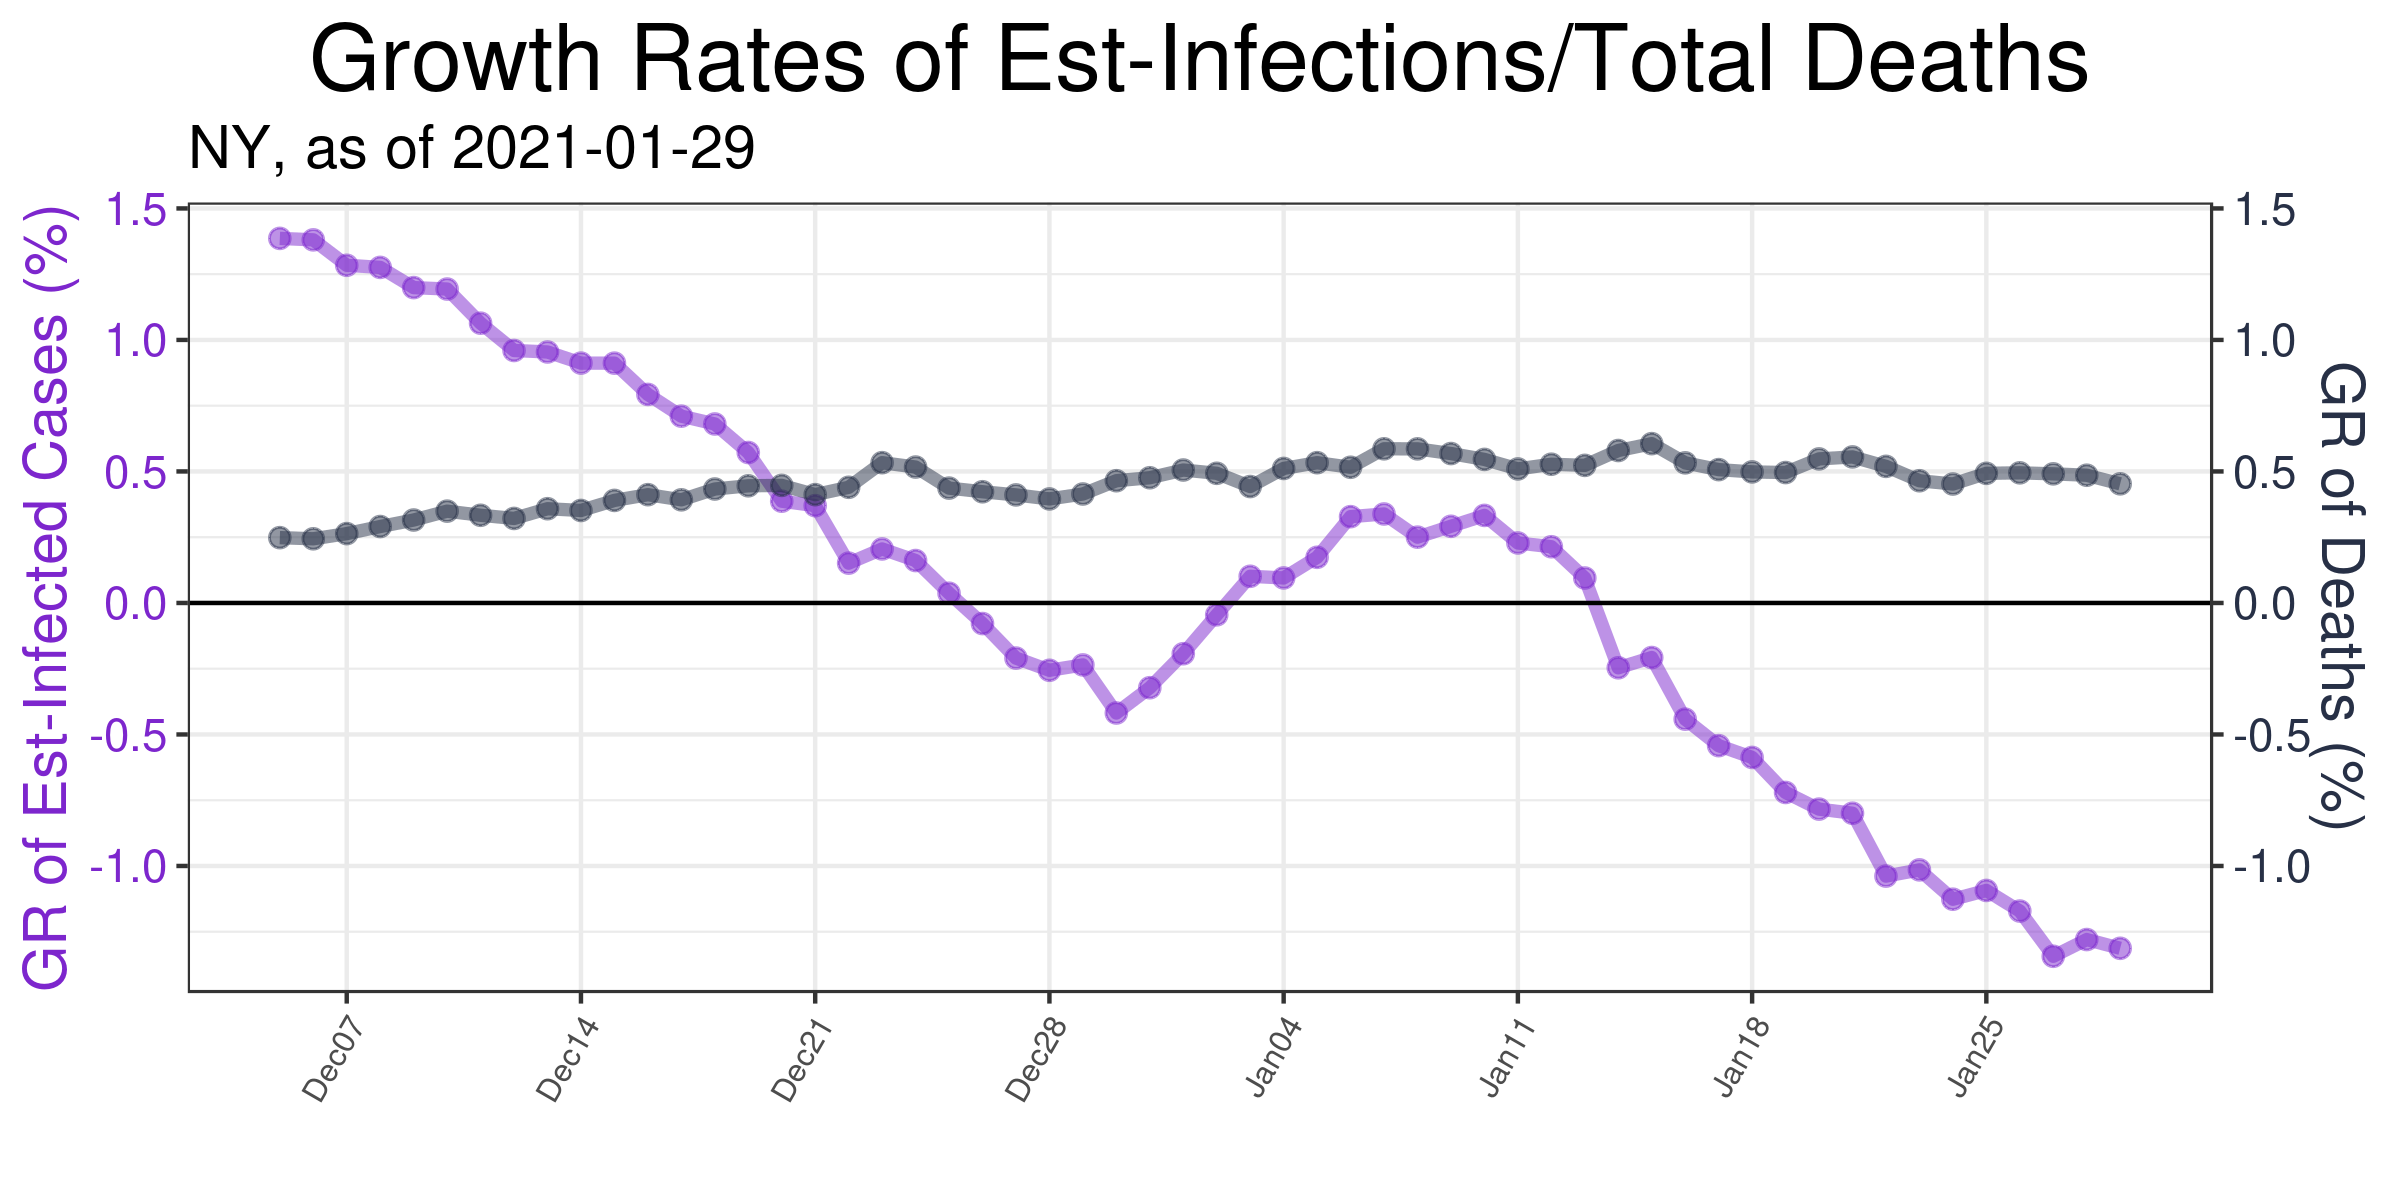 Growth Rates of Est-Infections/Total Deaths
NY, as of 2021-01-29
GR of Est-Infected Cases (%)
1.5
1.0
0.5
0.0
-0.5
-1.0
1.5
1.0
0.5
0.0
-0.5
-1.0
GR of Deaths (%)
Dec07
Dec14
Dec21
Dec28
Jan04
Jan11
Jan18
Jan25